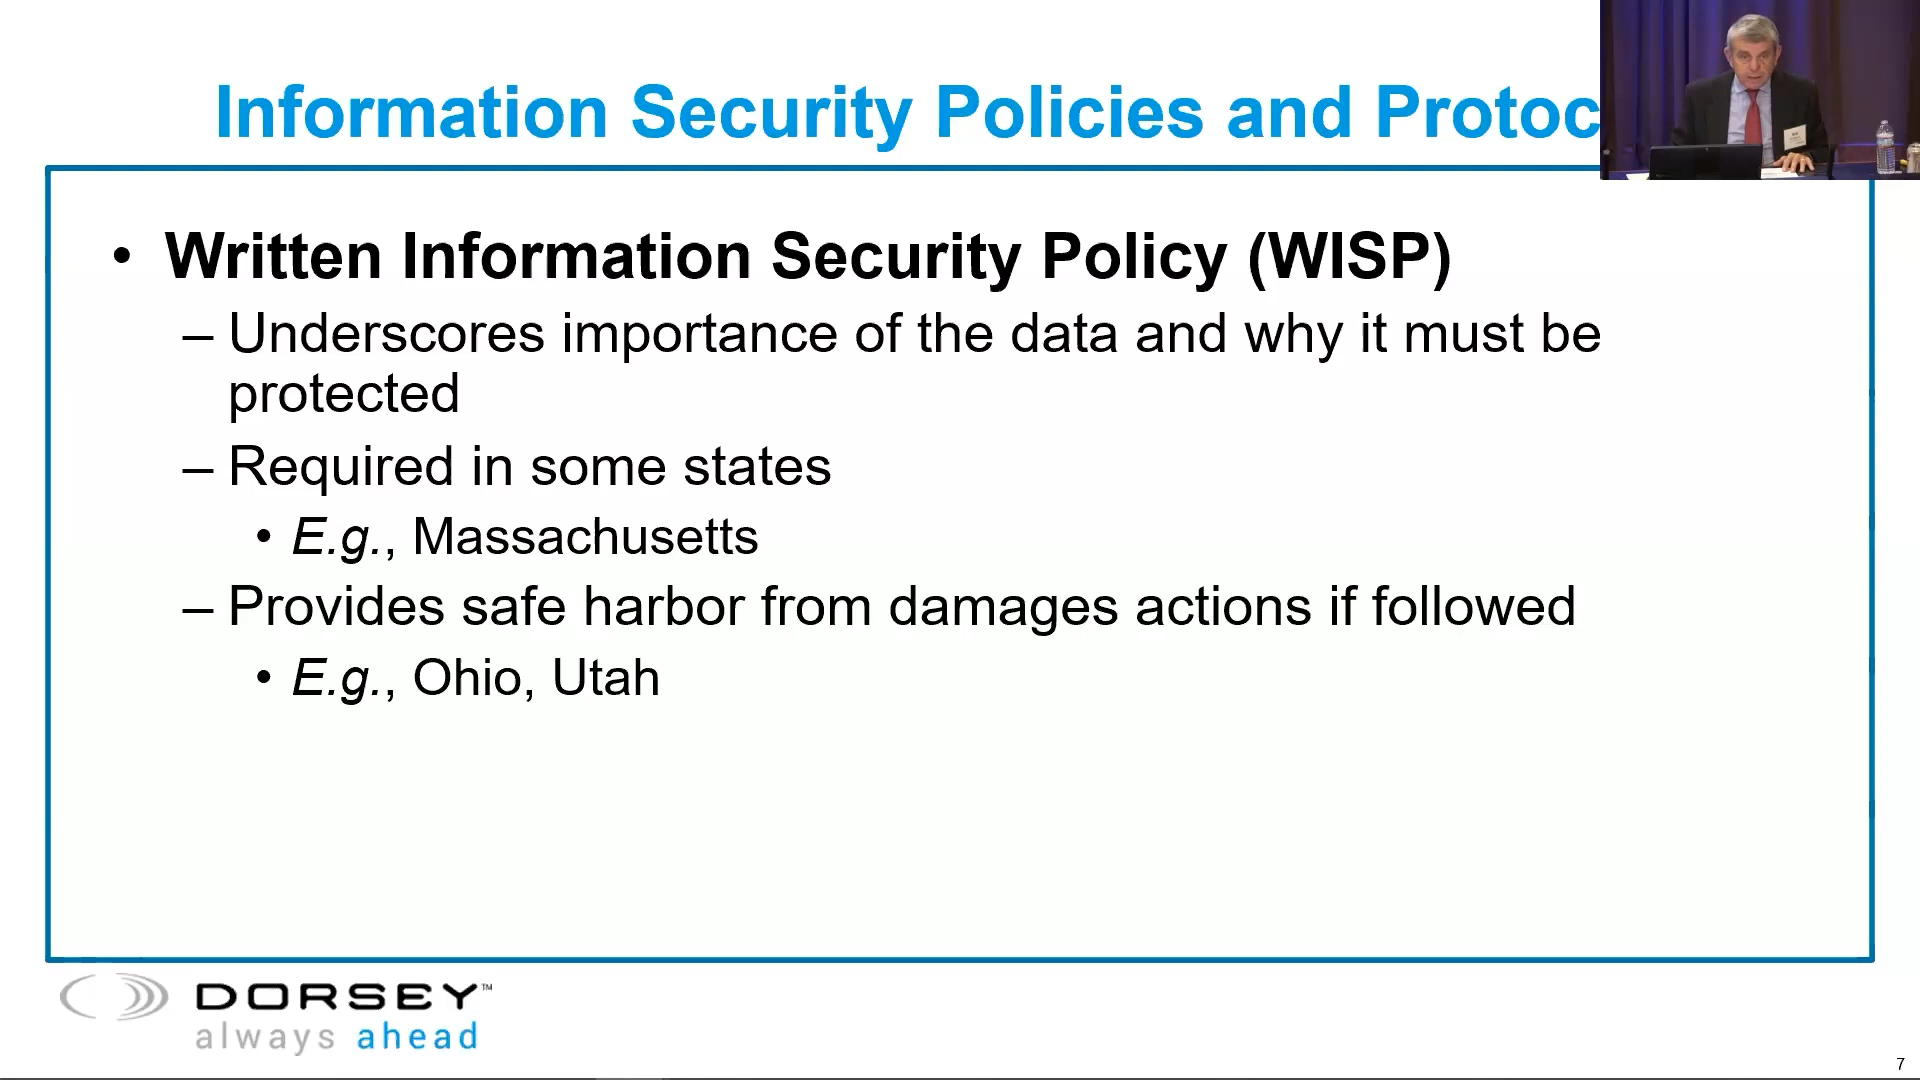 Information Security Policies and Protoc
• Written Information Security Policy (WISP)
– Underscores importance of the data and why it must be
protected
– Required in some states
• E.g., Massachusetts
– Provides safe harbor from damages actions if followed
• E.g., Ohio, Utah
DORSEY™
always ahead
7